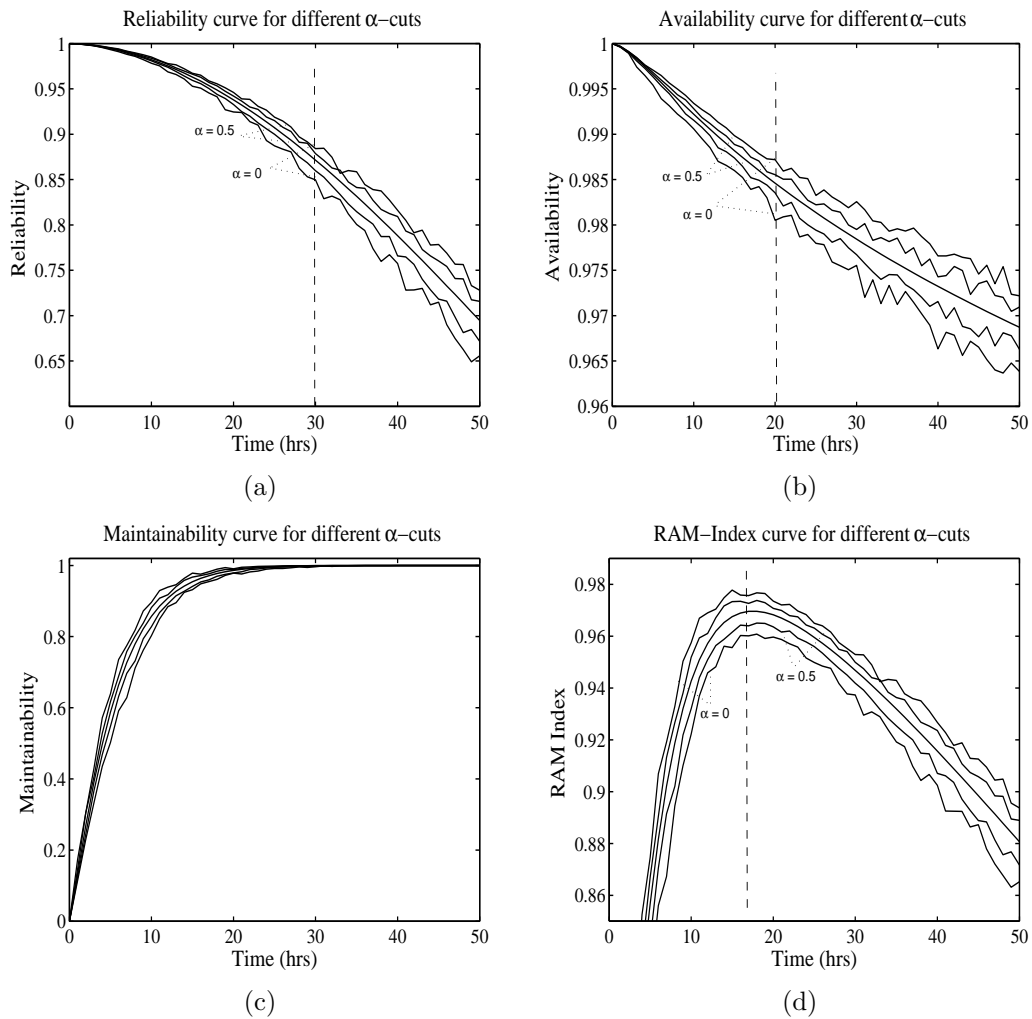 Reliability curve for different α−cuts
1
0.95
0.9
0.85
0.8
0.75
0.7
0.65
Reliability
α = 0.5
α = 0
0 10 20 30 40 50
Time (hrs)
(a)
Availability curve for different α−cuts
1
0.995
0.99
0.985
0.98
0.975
0.97
0.965
0.96
Availability
α = 0.5
α = 0
0 10 20 30 40 50
Time (hrs)
(b)
Maintainability curve for different α−cuts
1
0.8
0.6
0.4
0.2
0
Maintainability
0 10 20 30 40 50
Time (hrs)
(c)
RAM−Index curve for different α−cuts
0.98
0.96
0.94
0.92
0.9
0.88
0.86
RAM Index
α = 0.5
α = 0
0 10 20 30 40 50
Time (hrs)
(d)